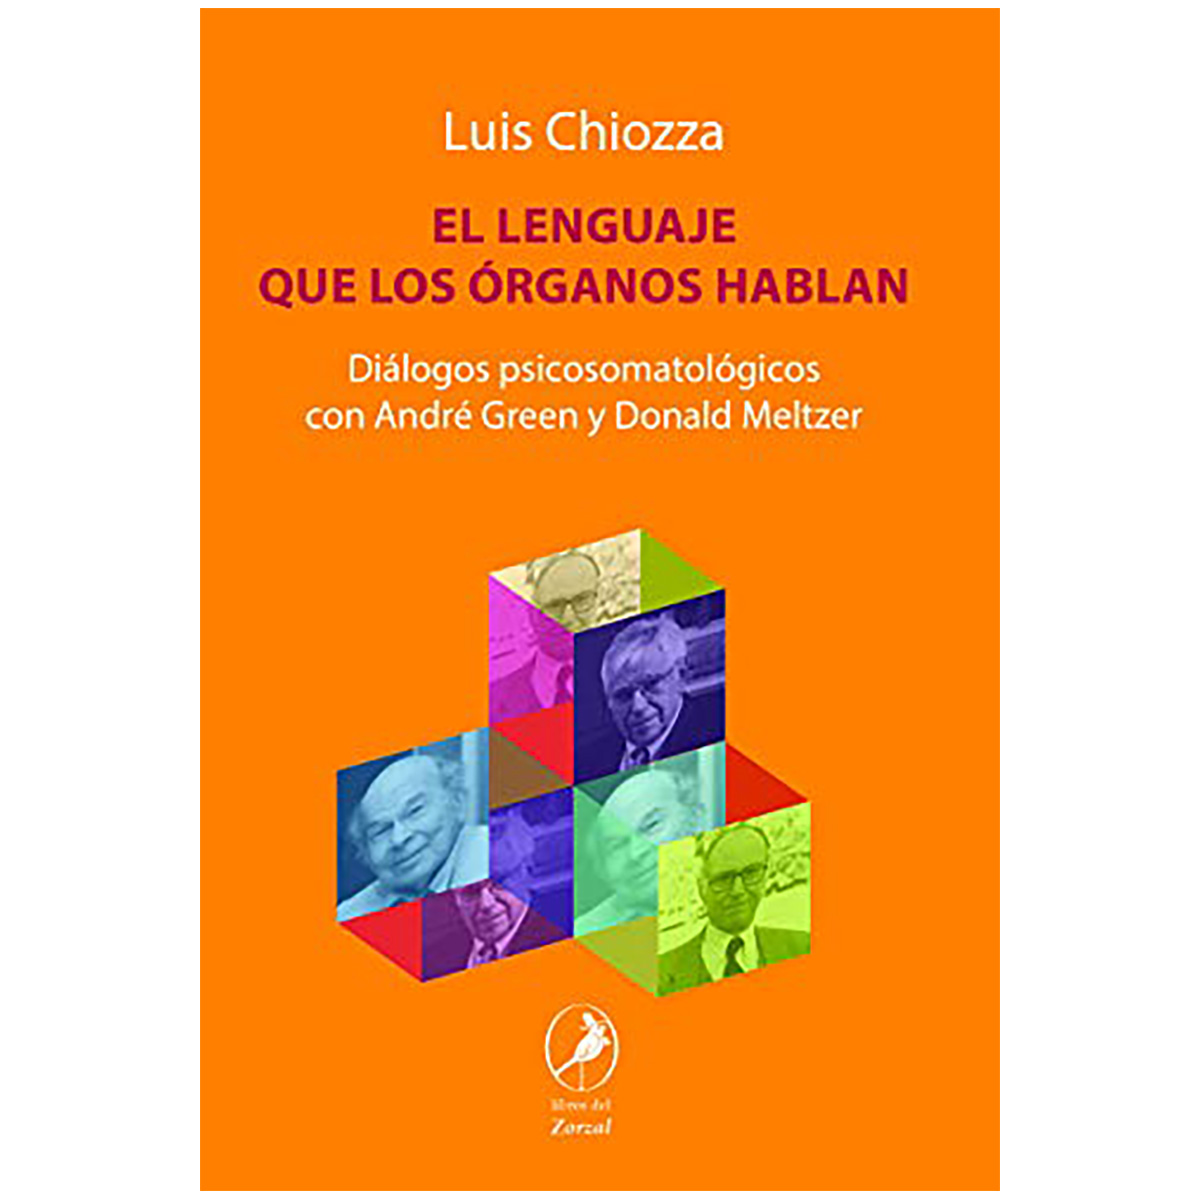 Luis Chiozza
EL LENGUAJE
QUE LOS ÓRGANOS HABLAN
Diálogos psicosomatológicos
con André Green y Donald Meltzer
libros del
Zorzal